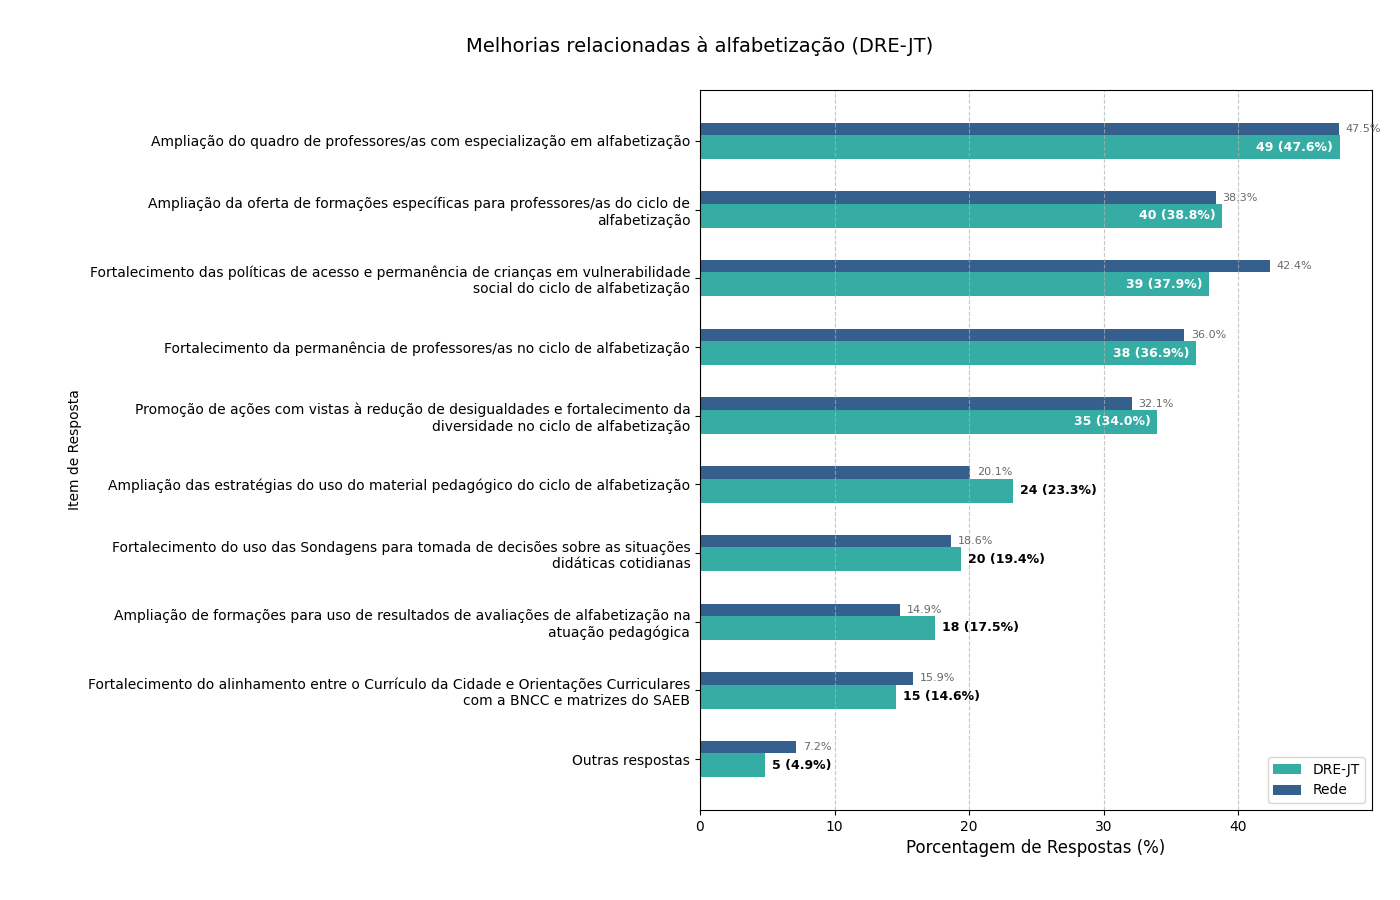 Melhorias relacionadas à alfabetização (DRE-JT)
Ampliação do quadro de professores/as com especialização em alfabetização
47.5%
49 (47.6%)
Ampliação da oferta de formações específicas para professores/as do ciclo de
alfabetização
38.3%
40 (38.8%)
Fortalecimento das políticas de acesso e permanência de crianças em vulnerabilidade
social do ciclo de alfabetização
42.4%
39 (37.9%)
Fortalecimento da permanência de professores/as no ciclo de alfabetização
36.0%
38 (36.9%)
Promoção de ações com vistas à redução de desigualdades e fortalecimento da
diversidade no ciclo de alfabetização
32.1%
35 (34.0%)
Ampliação das estratégias do uso do material pedagógico do ciclo de alfabetização
20.1%
24 (23.3%)
Fortalecimento do uso das Sondagens para tomada de decisões sobre as situações
didáticas cotidianas
18.6%
20 (19.4%)
Ampliação de formações para uso de resultados de avaliações de alfabetização na
atuação pedagógica
14.9%
18 (17.5%)
Fortalecimento do alinhamento entre o Currículo da Cidade e Orientações Curriculares
com a BNCC e matrizes do SAEB
15.9%
15 (14.6%)
Outras respostas
7.2%
5 (4.9%)
Item de Resposta
DRE-JT
Rede
0 10 20 30 40
Porcentagem de Respostas (%)